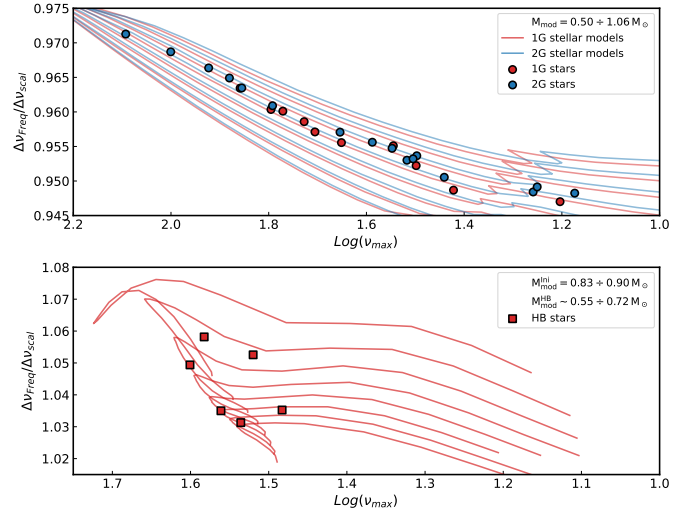 0.975
0.970
0.965
0.960
0.955
0.950
0.945
Δν_Freq/Δν_scal
M_mod = 0.50 ÷ 1.06 M_⊙
1G stellar models
2G stellar models
1G stars
2G stars
2.2 2.0 1.8 1.6 1.4 1.2 1.0
Log(ν_max)
1.08
1.07
1.06
1.05
1.04
1.03
1.02
Δν_Freq/Δν_scal
M_mod^Ini = 0.83 ÷ 0.90 M_⊙
M_mod^HB ~ 0.55 ÷ 0.72 M_⊙
HB stars
1.7 1.6 1.5 1.4 1.3 1.2 1.1 1.0
Log(ν_max)